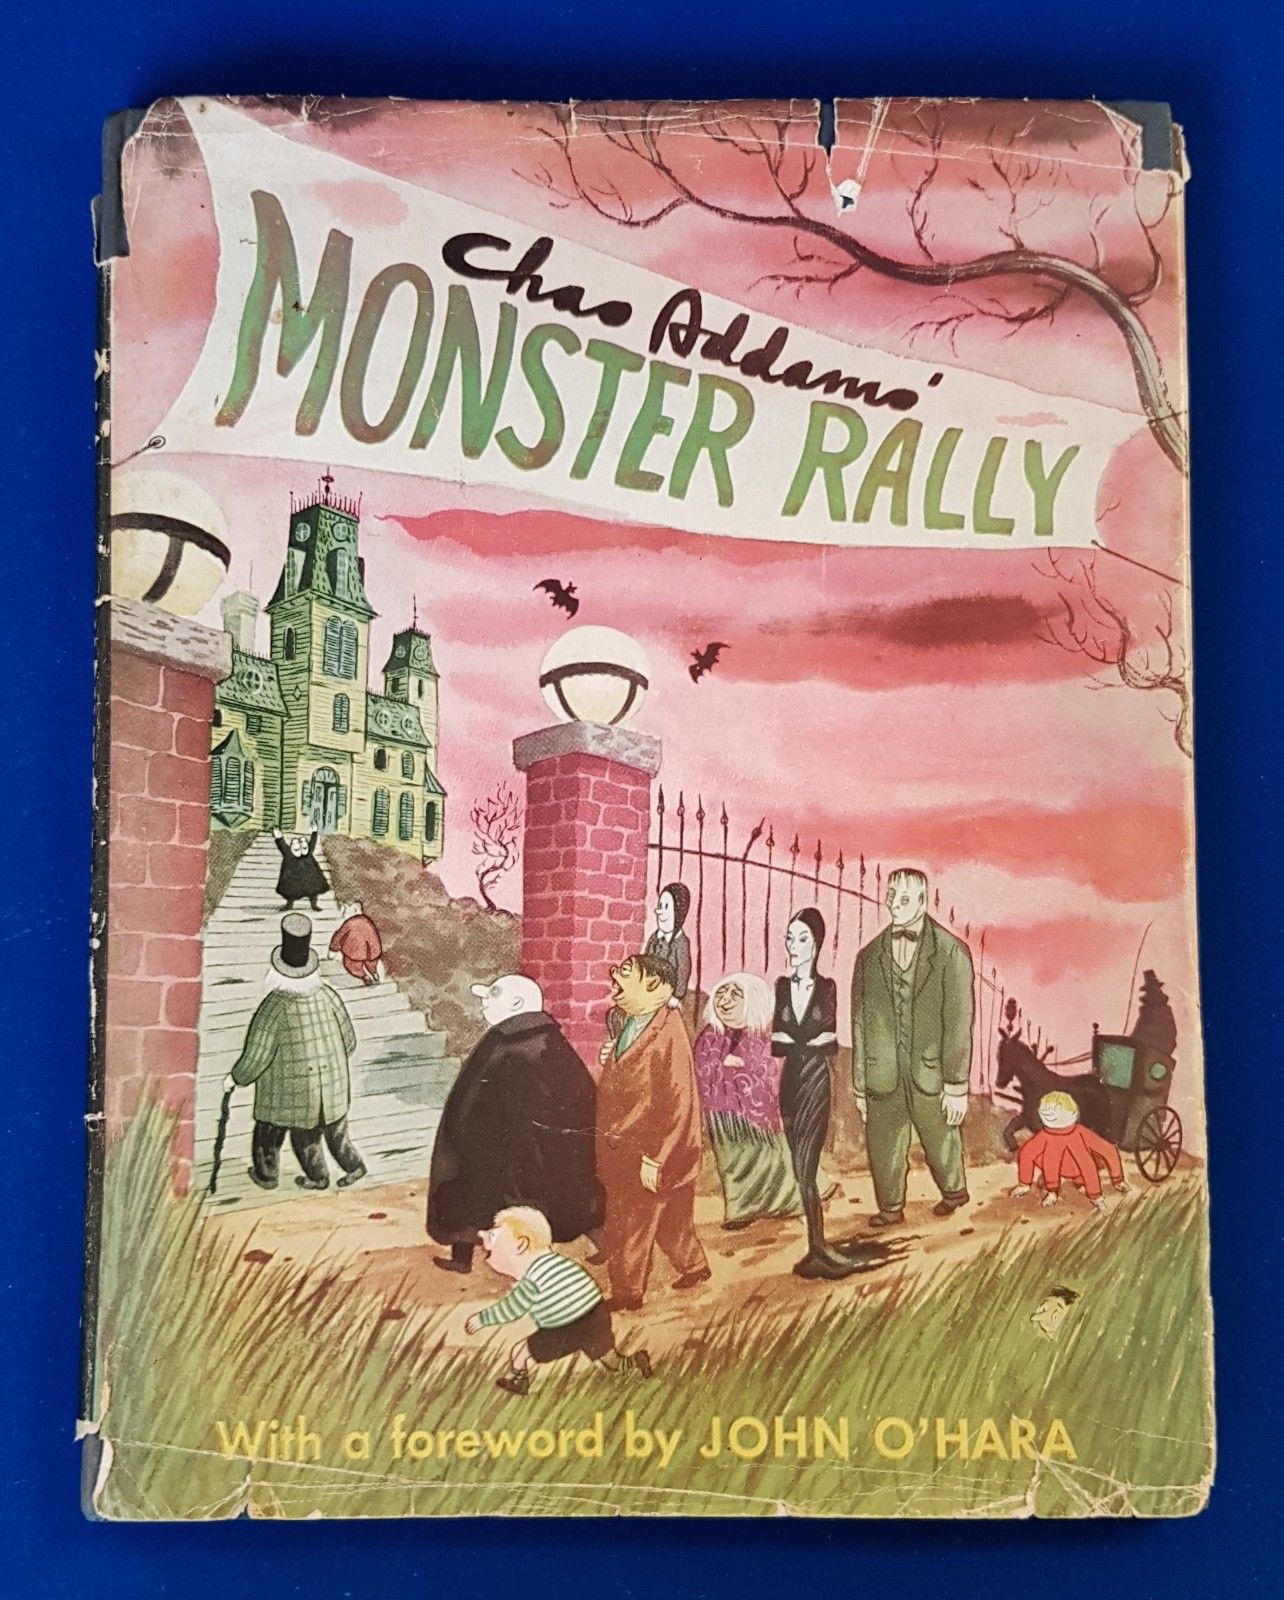 Chas Addams'
MONSTER RALLY
With a foreword by JOHN O'HARA